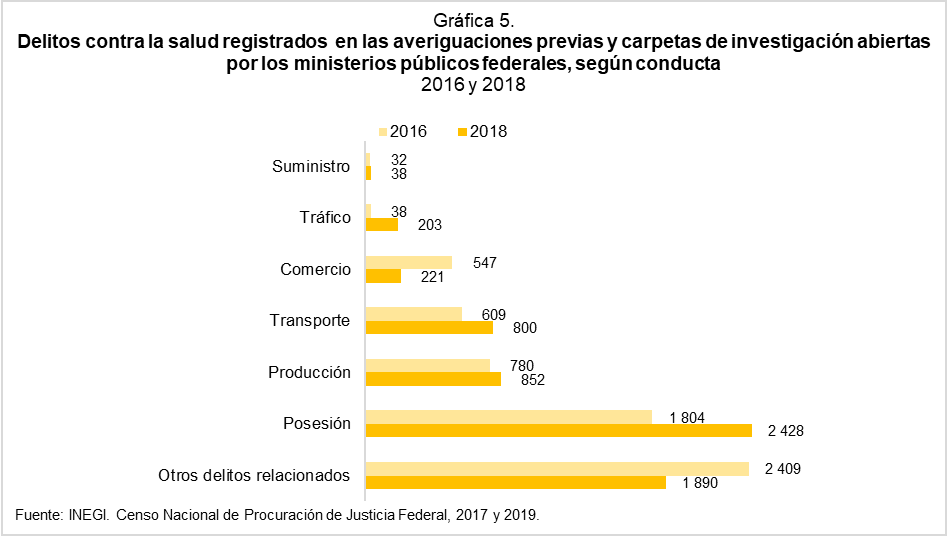 Gráfica 5.
Delitos contra la salud registrados en las averiguaciones previas y carpetas de investigación abiertas
por los ministerios públicos federales, según conducta
2016 y 2018
2016 2018
Suministro 32
38
Tráfico 38
203
Comercio 547
221
Transporte 609
800
Producción 780
852
Posesión 1 804
2 428
Otros delitos relacionados 2 409
1 890
Fuente: INEGI. Censo Nacional de Procuración de Justicia Federal, 2017 y 2019.